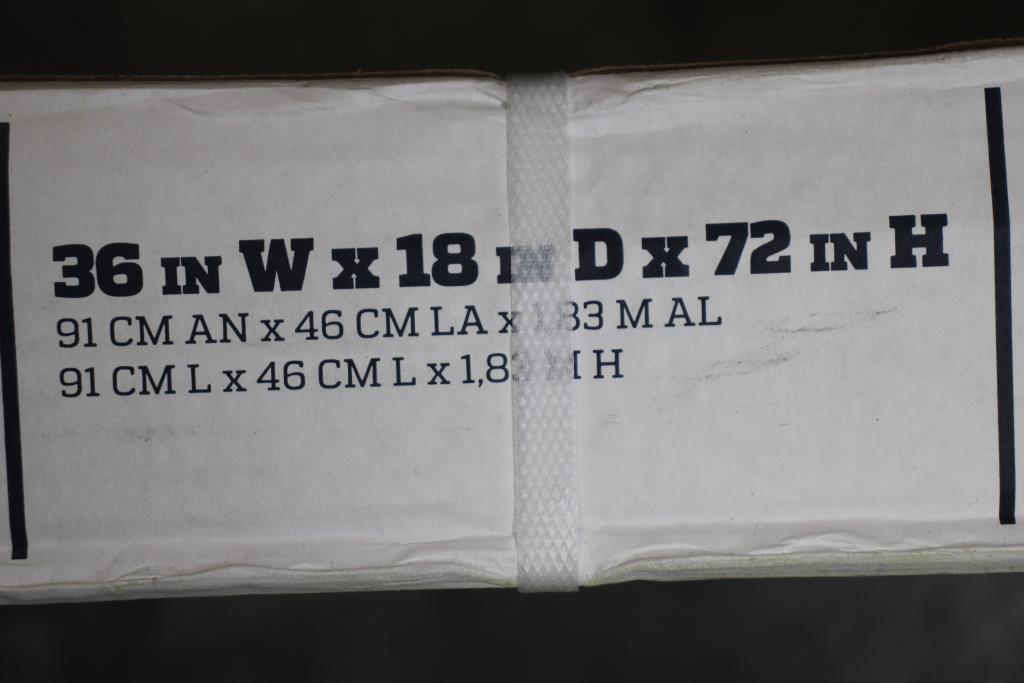 36 IN W x 18 IN D x 72 IN H
91 CM AN x 46 CM LA x 1,83 M AL
91 CM L x 46 CM L x 1,83 M H